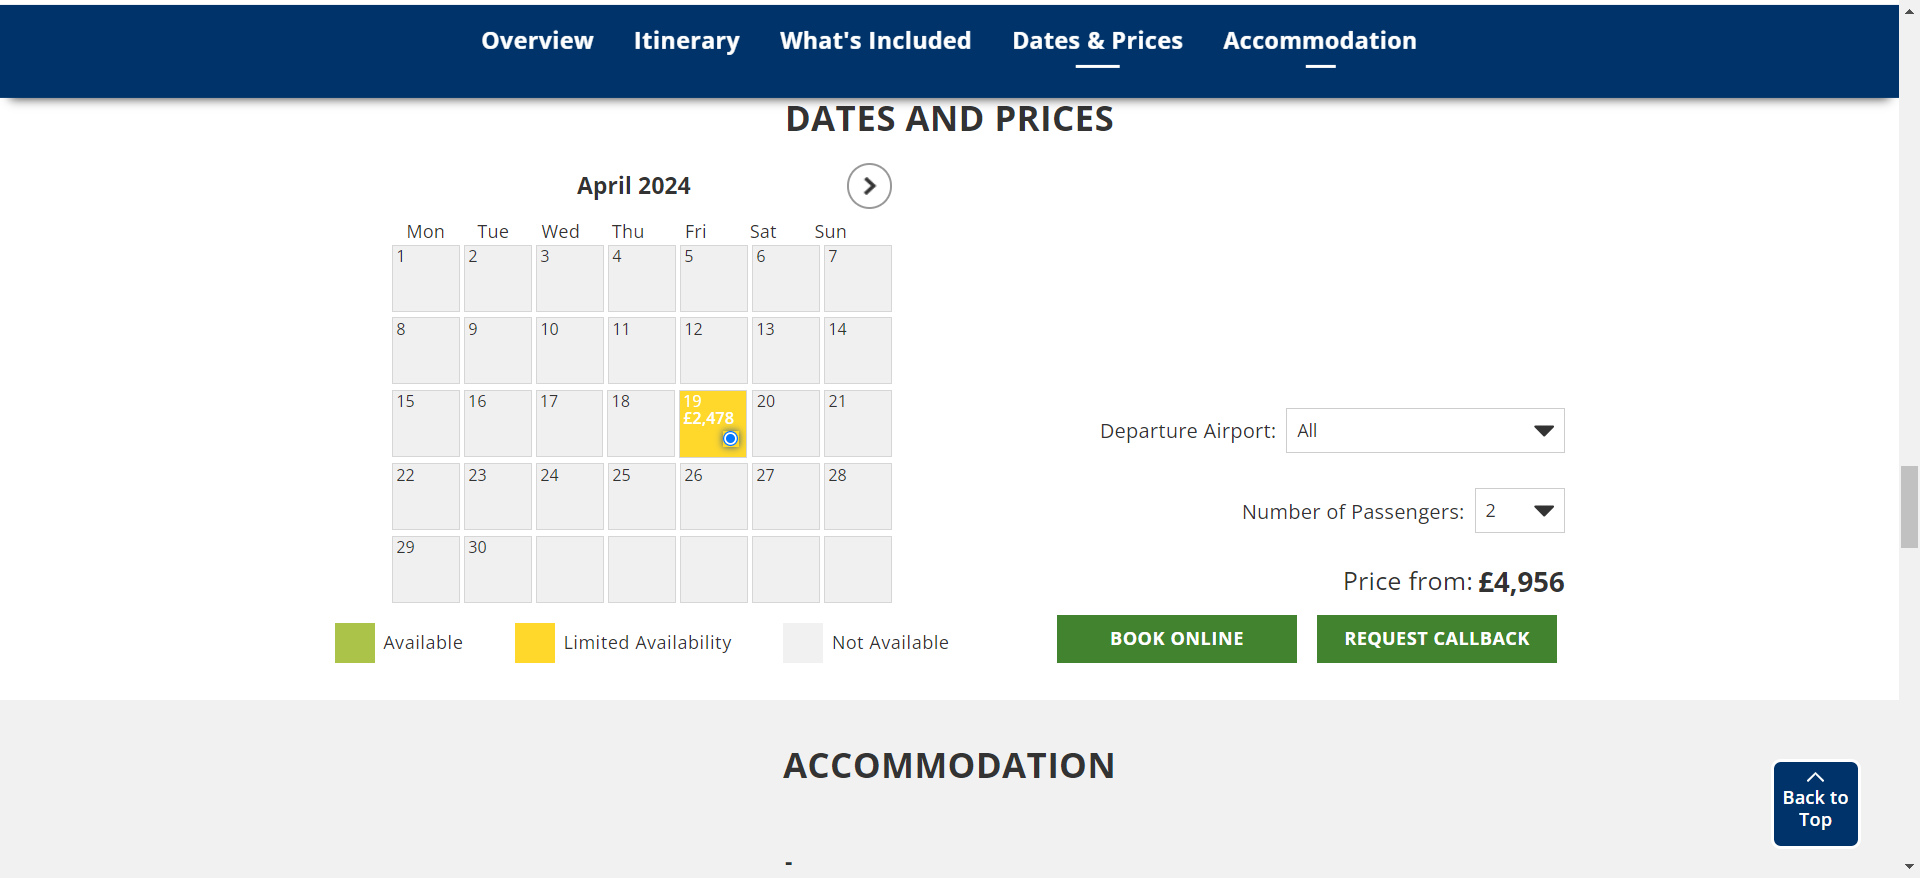 Overview Itinerary What's Included Dates & Prices Accommodation
DATES AND PRICES
April 2024
Mon Tue Wed Thu Fri Sat Sun
1 2 3 4 5 6 7
8 9 10 11 12 13 14
15 16 17 18 19 20 21
£2,478
22 23 24 25 26 27 28
29 30
Available Limited Availability Not Available
Departure Airport: All
Number of Passengers: 2
Price from: £4,956
BOOK ONLINE REQUEST CALLBACK
ACCOMMODATION
-
Back to
Top